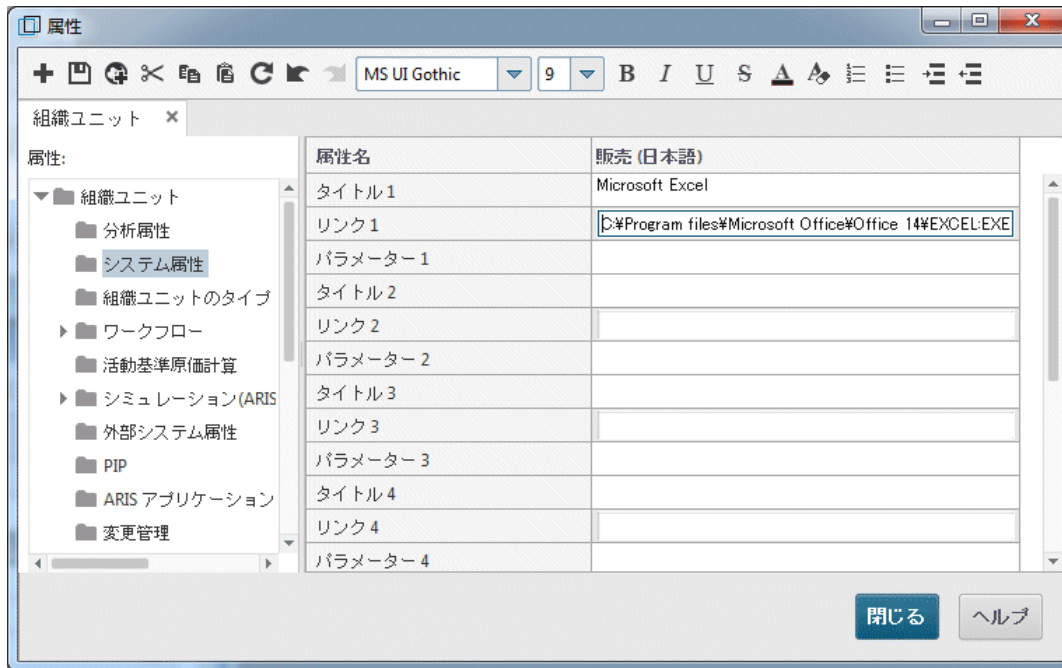 属性
MS UI Gothic 9 B I U S A
組織ユニット ×
属性:
組織ユニット
分析属性
システム属性
組織ユニットのタイプ
ワークフロー
活動基準原価計算
シミュレーション(ARIS
外部システム属性
PIP
ARIS アプリケーション
変更管理
属性名 販売 (日本語)
タイトル 1 Microsoft Excel
リンク 1 C:¥Program files¥Microsoft Office¥Office 14¥EXCEL:EXE
パラメーター 1
タイトル 2
リンク 2
パラメーター 2
タイトル 3
リンク 3
パラメーター 3
タイトル 4
リンク 4
パラメーター 4
閉じる ヘルプ